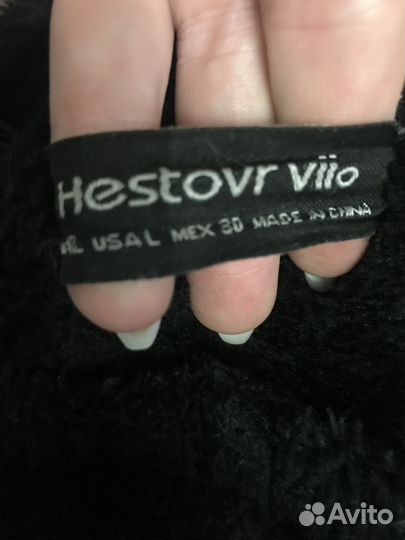 Hestovr viio
USA L MEX 30 MADE IN CHINA
Avito